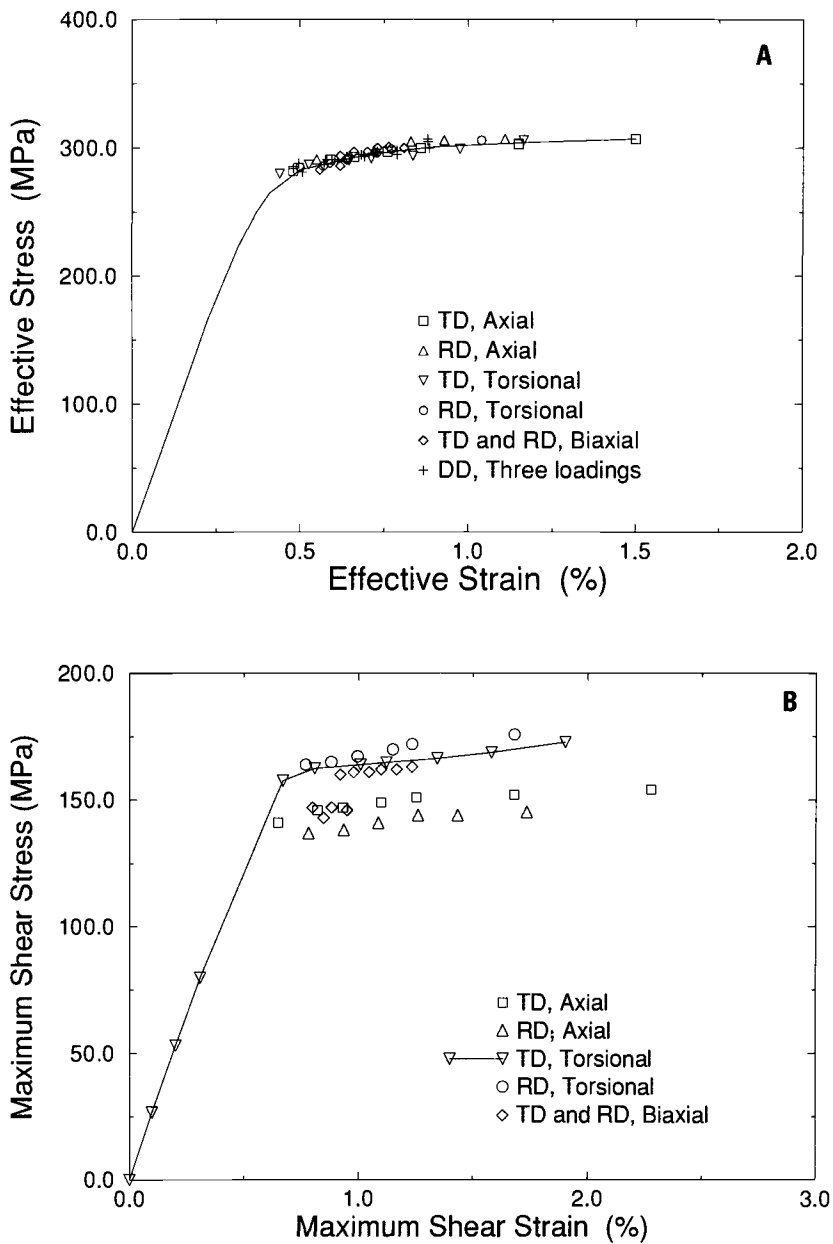 400.0
A
300.0
200.0
100.0
0.0
Effective Stress (MPa)
TD, Axial
RD, Axial
TD, Torsional
RD, Torsional
TD and RD, Biaxial
DD, Three loadings
0.0
0.5
1.0
1.5
2.0
Effective Strain (%)
200.0
B
150.0
100.0
50.0
0.0
Maximum Shear Stress (MPa)
TD, Axial
RD; Axial
TD, Torsional
RD, Torsional
TD and RD, Biaxial
0.0
1.0
2.0
3.0
Maximum Shear Strain (%)